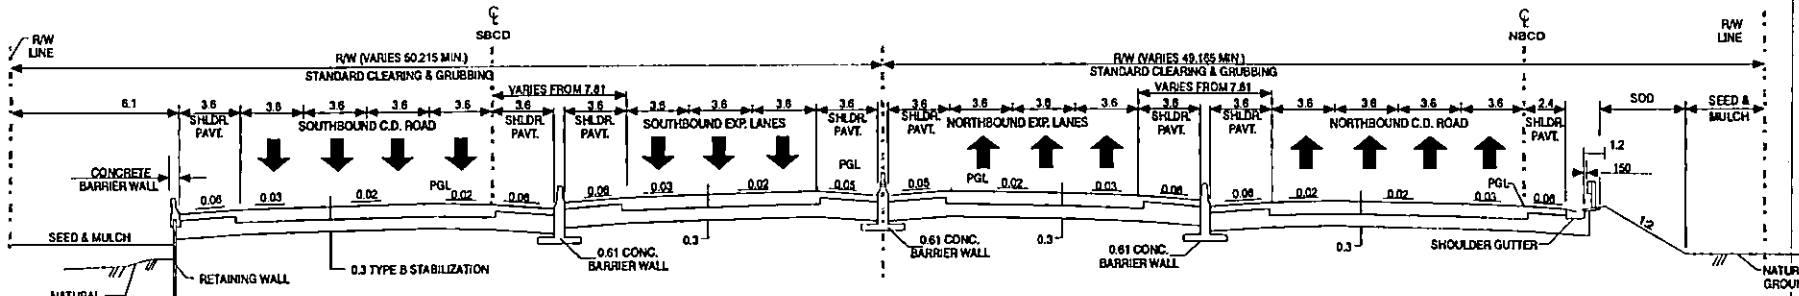 ℄
SBCD
℄
NBCD
R/W
LINE
R/W
LINE
R/W (VARIES 50.215 MIN.)
STANDARD CLEARING & GRUBBING
R/W (VARIES 49.165 MIN.)
STANDARD CLEARING & GRUBBING
VARIES FROM 7.61
VARIES FROM 7.61
6.1 3.6 3.6 3.6 3.6 3.6 3.6 3.6 3.6 3.6 3.6 3.6 3.6 3.6 3.6 3.6 3.6 3.6 3.6 3.6 3.6 3.6 2.4 SOD SEED &
MULCH
SHLDR.
PAVT.
SOUTHBOUND C.D. ROAD
SHLDR.
PAVT.
SHLDR.
PAVT.
SOUTHBOUND EXP. LANES
SHLDR.
PAVT.
SHLDR.
PAVT.
NORTHBOUND EXP. LANES
SHLDR.
PAVT.
SHLDR.
PAVT.
NORTHBOUND C.D. ROAD
SHLDR.
PAVT.
1.2
150
CONCRETE
BARRIER WALL
PGL
PGL
PGL
PGL
0.06 0.03 0.02 0.02 0.06 0.06 0.03 0.02 0.05 0.05 0.02 0.03 0.06 0.06 0.02 0.02 0.03 0.06
1:2
SEED & MULCH
RETAINING WALL
0.3 TYPE B STABILIZATION
0.61 CONC.
BARRIER WALL
0.3
0.61 CONC.
BARRIER WALL
0.3
0.61 CONC.
BARRIER WALL
0.3
SHOULDER GUTTER
NATURAL
NATUR
GROUN